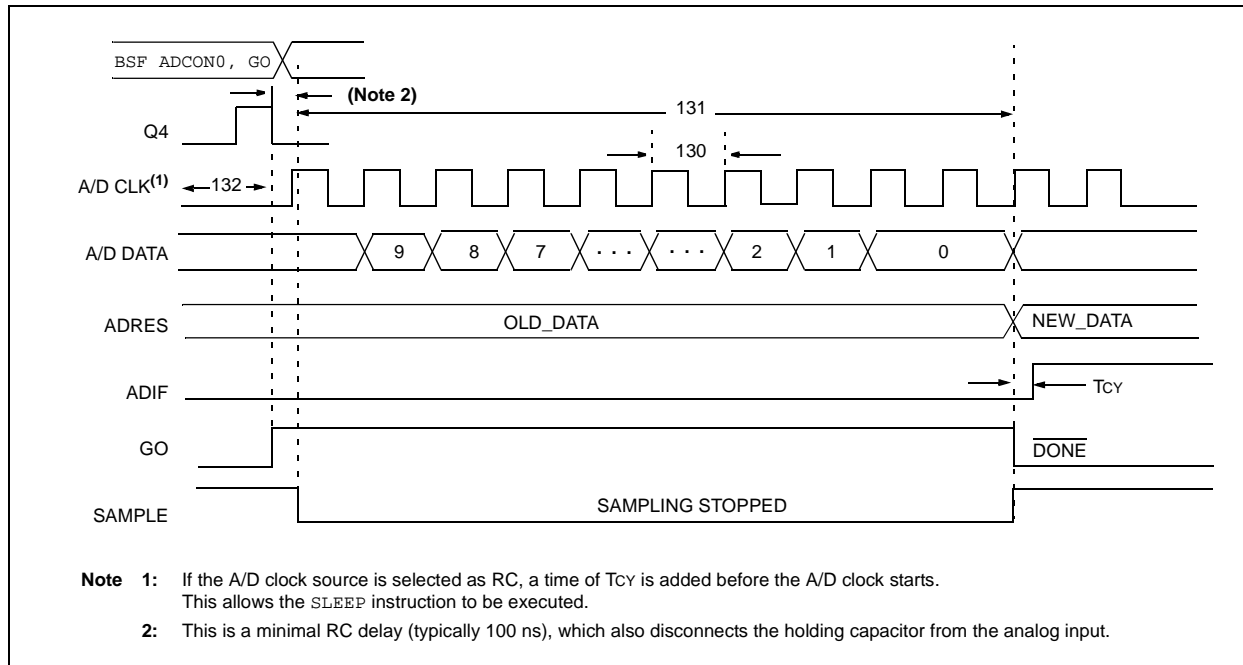 BSF ADCON0, GO
(Note 2)
131
Q4
130
A/D CLK(1)
132
A/D DATA
9
8
7
. . .
. . .
2
1
0
ADRES
OLD_DATA
NEW_DATA
ADIF
TCY
GO
DONE
SAMPLE
SAMPLING STOPPED
Note 1: If the A/D clock source is selected as RC, a time of TCY is added before the A/D clock starts.
This allows the SLEEP instruction to be executed.
2: This is a minimal RC delay (typically 100 ns), which also disconnects the holding capacitor from the analog input.